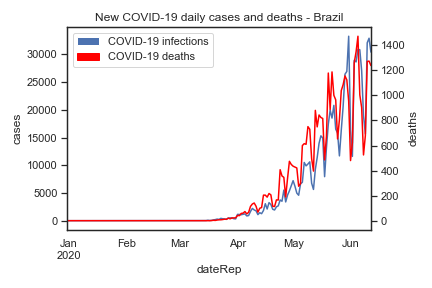 New COVID-19 daily cases and deaths - Brazil
COVID-19 infections
COVID-19 deaths
30000
25000
20000
15000
10000
5000
0
cases
1400
1200
1000
800
600
400
200
0
deaths
Jan Feb Mar Apr May Jun
2020
dateRep